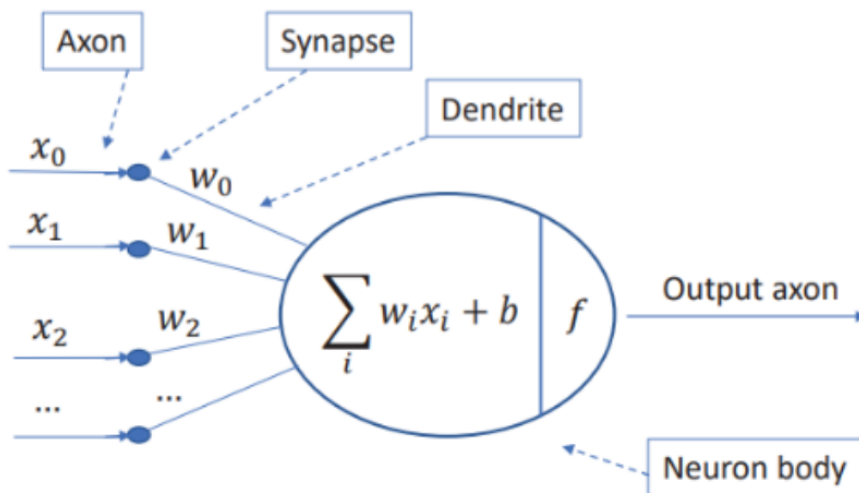 Axon
Synapse
Dendrite
x₀
w₀
x₁
w₁
∑ᵢ wᵢxᵢ + b
f
Output axon
x₂
w₂
...
...
Neuron body